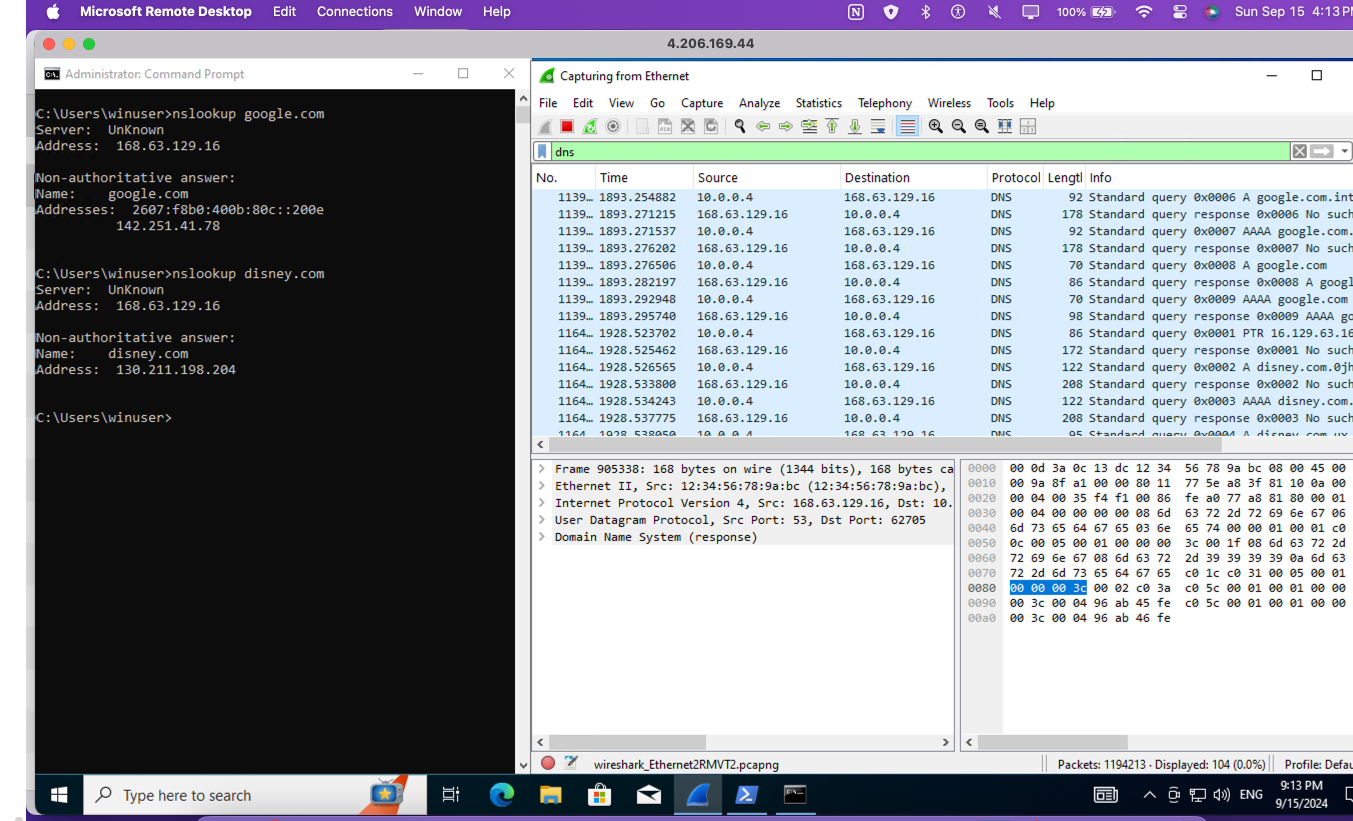 Microsoft Remote Desktop Edit Connections Window Help N 100% Sun Sep 15 4:13PM
4.206.169.44
Administrator: Command Prompt
C:\Users\winuser>nslookup google.com
Server: UnKnown
Address: 168.63.129.16
Non-authoritative answer:
Name: google.com
Addresses: 2607:f8b0:400b:80c::200e
142.251.41.78
C:\Users\winuser>nslookup disney.com
Server: UnKnown
Address: 168.63.129.16
Non-authoritative answer:
Name: disney.com
Address: 130.211.198.204
C:\Users\winuser>
Capturing from Ethernet
File Edit View Go Capture Analyze Statistics Telephony Wireless Tools Help
dns
No. Time Source Destination Protocol Lengtl Info
1139… 1893.254882 10.0.0.4 168.63.129.16 DNS 92 Standard query 0x0006 A google.com.int
1139… 1893.271215 168.63.129.16 10.0.0.4 DNS 178 Standard query response 0x0006 No such
1139… 1893.271537 10.0.0.4 168.63.129.16 DNS 92 Standard query 0x0007 AAAA google.com.
1139… 1893.276202 168.63.129.16 10.0.0.4 DNS 178 Standard query response 0x0007 No such
1139… 1893.276506 10.0.0.4 168.63.129.16 DNS 70 Standard query 0x0008 A google.com
1139… 1893.282197 168.63.129.16 10.0.0.4 DNS 86 Standard query response 0x0008 A googl
1139… 1893.292948 10.0.0.4 168.63.129.16 DNS 70 Standard query 0x0009 AAAA google.com
1139… 1893.295740 168.63.129.16 10.0.0.4 DNS 98 Standard query response 0x0009 AAAA go
1164… 1928.523702 10.0.0.4 168.63.129.16 DNS 86 Standard query 0x0001 PTR 16.129.63.16
1164… 1928.525462 168.63.129.16 10.0.0.4 DNS 172 Standard query response 0x0001 No such
1164… 1928.526565 10.0.0.4 168.63.129.16 DNS 122 Standard query 0x0002 A disney.com.0jh
1164… 1928.533800 168.63.129.16 10.0.0.4 DNS 208 Standard query response 0x0002 No such
1164… 1928.534243 10.0.0.4 168.63.129.16 DNS 122 Standard query 0x0003 AAAA disney.com.
1164… 1928.537775 168.63.129.16 10.0.0.4 DNS 208 Standard query response 0x0003 No such
1164 1928.538050 10.0.0.4 168.63.129.16 DNS 95 Standard query 0x0004 A disney.com.ux
Frame 905338: 168 bytes on wire (1344 bits), 168 bytes ca
Ethernet II, Src: 12:34:56:78:9a:bc (12:34:56:78:9a:bc),
Internet Protocol Version 4, Src: 168.63.129.16, Dst: 10.
User Datagram Protocol, Src Port: 53, Dst Port: 62705
Domain Name System (response)
0000 00 0d 3a 0c 13 dc 12 34 56 78 9a bc 08 00 45 00
0010 00 9a 8f a1 00 00 80 11 77 5e a8 3f 81 10 0a 00
0020 00 04 00 35 f4 f1 00 86 fe a0 77 a8 81 80 00 01
0030 00 04 00 00 00 00 08 6d 63 72 2d 72 69 6e 67 06
0040 6d 73 65 64 67 65 03 6e 65 74 00 00 01 00 01 c0
0050 0c 00 05 00 01 00 00 00 3c 00 1f 08 6d 63 72 2d
0060 72 69 6e 67 08 6d 63 72 2d 39 39 39 39 0a 6d 63
0070 72 2d 6d 73 65 64 67 65 c0 1c c0 31 00 05 00 01
0080 00 00 00 3c 00 02 c0 3a c0 5c 00 01 00 01 00 00
0090 00 3c 00 04 96 ab 45 fe c0 5c 00 01 00 01 00 00
00a0 00 3c 00 04 96 ab 46 fe
wireshark_Ethernet2RMVT2.pcapng Packets: 1194213 · Displayed: 104 (0.0%) Profile: Defau
Type here to search ENG 9:13 PM
9/15/2024